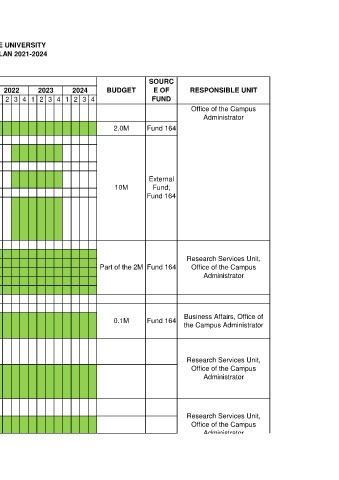 E UNIVERSITY
LAN 2021-2024
2022 2023 2024 BUDGET SOURC
E OF
FUND RESPONSIBLE UNIT
2 3 4 1 2 3 4 1 2 3 4
Office of the Campus
Administrator
2.0M Fund 164
10M External
Fund,
Fund 164
Part of the 2M Fund 164 Research Services Unit,
Office of the Campus
Administrator
0.1M Fund 164 Business Affairs, Office of
the Campus Administrator
Research Services Unit,
Office of the Campus
Administrator
Research Services Unit,
Office of the Campus
Administrator